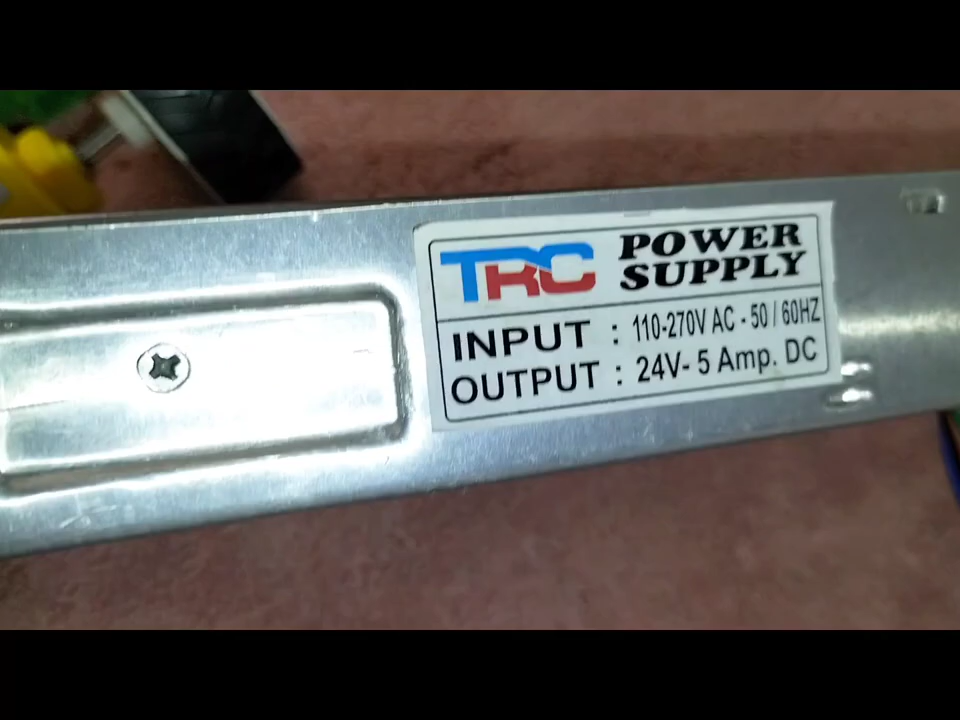 TRC POWER
SUPPLY
INPUT : 110-270V AC - 50 / 60HZ
OUTPUT : 24V- 5 Amp. DC